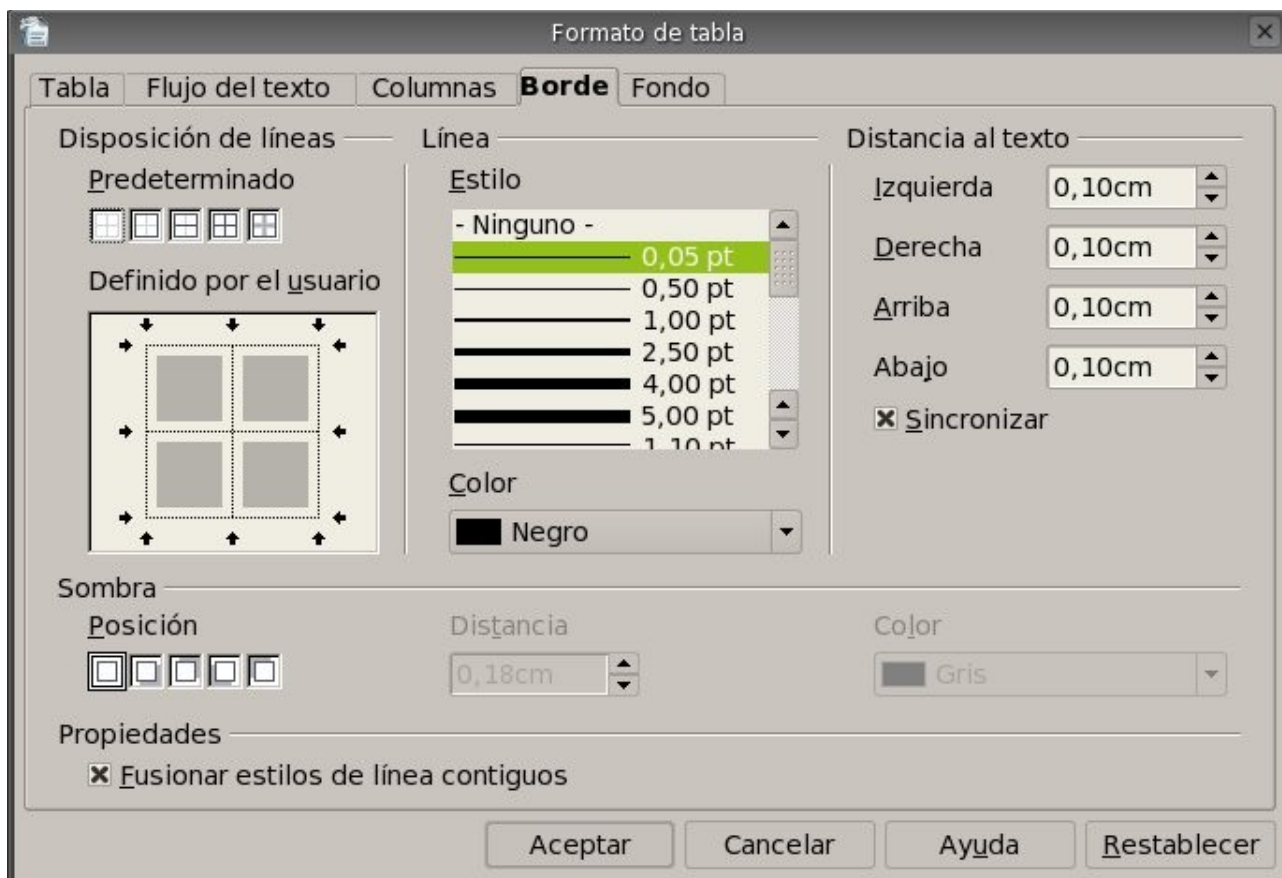 Formato de tabla
Tabla
Flujo del texto
Columnas
Borde
Fondo
Disposición de líneas
Predeterminado
Definido por el usuario
Línea
Estilo
- Ninguno -
0,05 pt
0,50 pt
1,00 pt
2,50 pt
4,00 pt
5,00 pt
1,10 pt
Color
Negro
Distancia al texto
Izquierda 0,10cm
Derecha 0,10cm
Arriba 0,10cm
Abajo 0,10cm
Sincronizar
Sombra
Posición
Distancia
0,18cm
Color
Gris
Propiedades
Fusionar estilos de línea contiguos
Aceptar
Cancelar
Ayuda
Restablecer